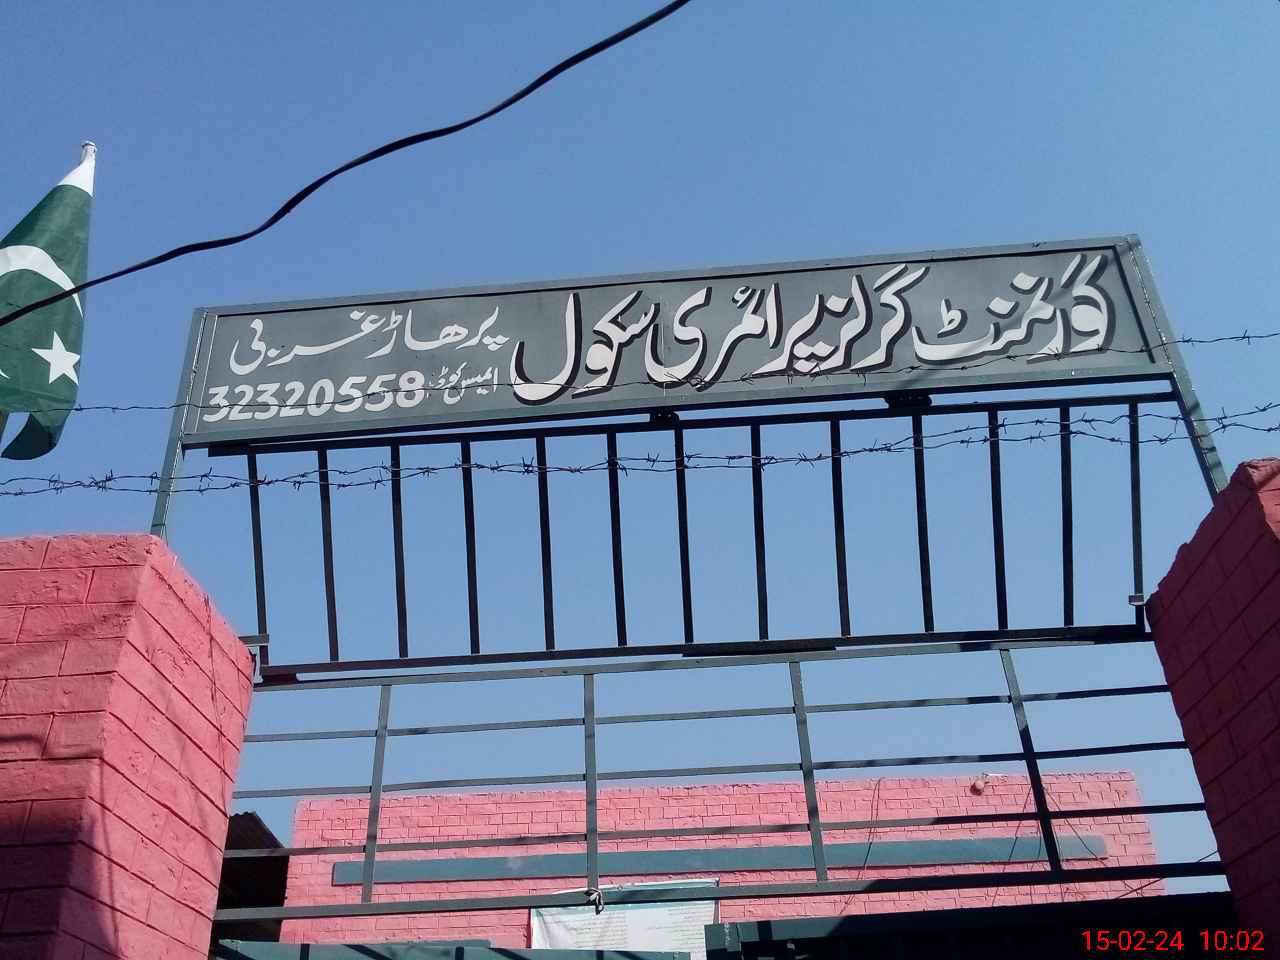 گورنمنٹ گرلز پرائمری سکول پرھاڑ غربی
ایمس کوڈ: 32320558
15-02-24 10:02